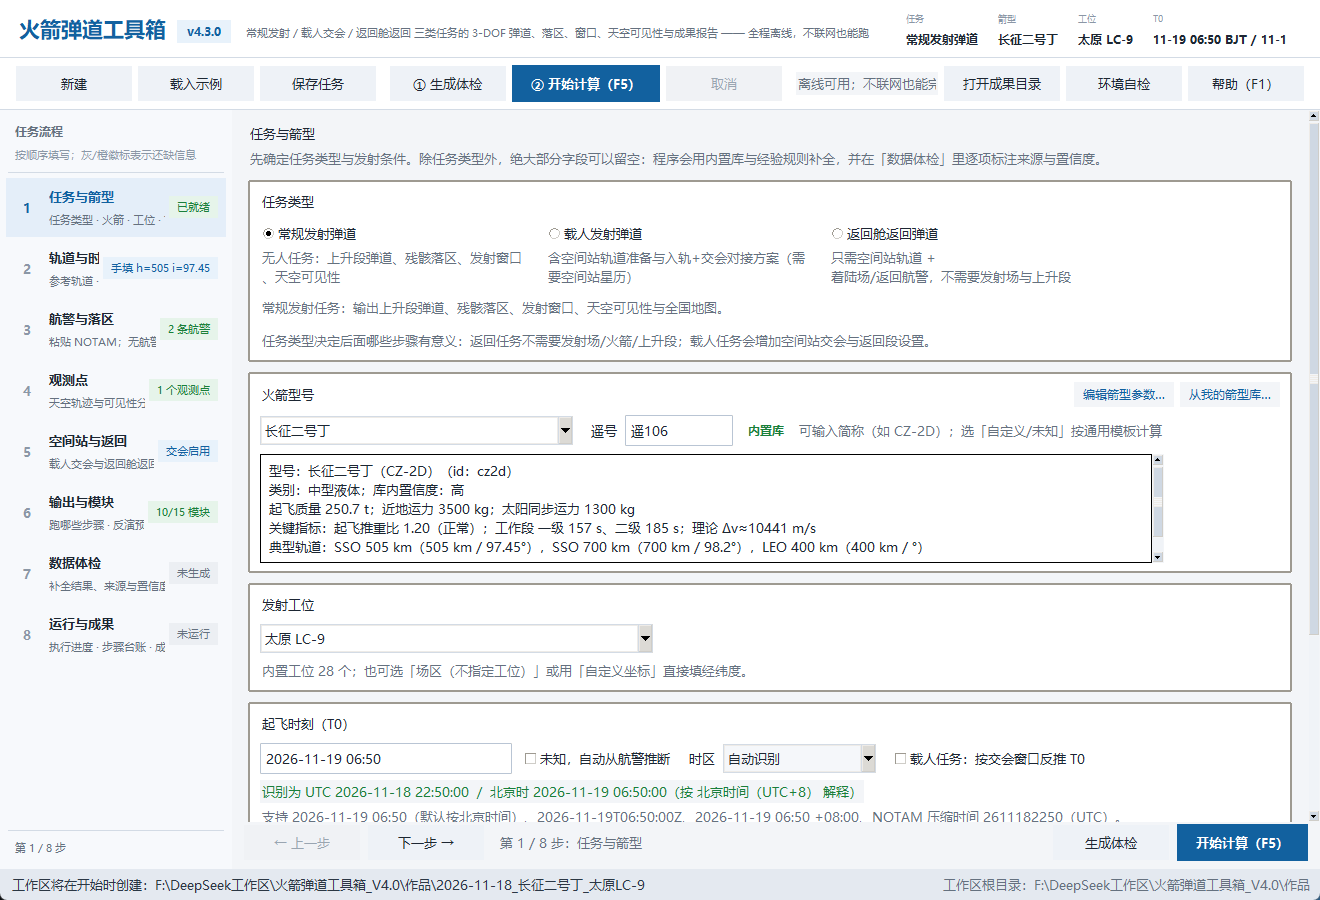 火箭弹道工具箱
v4.3.0
常规发射 / 载人交会 / 返回舱返回 三类任务的 3-DOF 弹道、落区、窗口、天空可见性与成果报告 —— 全程离线，不联网也能跑
任务
常规发射弹道
箭型
长征二号丁
工位
太原 LC-9
T0
11-19 06:50 BJT / 11-1
新建
载入示例
保存任务
① 生成体检
② 开始计算（F5）
取消
离线可用；不联网也能
打开成果目录
环境自检
帮助（F1）
任务流程
按顺序填写；灰/橙徽标表示还缺信息
1
任务与箭型
任务类型 · 火箭 · 工位 ·
已就绪
2
轨道与时
参考轨道 ·
手填 h=505 i=97.45
3
航警与落区
粘贴 NOTAM；无航警
2 条航警
4
观测点
天空轨迹与可见性分
1 个观测点
5
空间站与返回
载人交会与返回舱返回
交会启用
6
输出与模块
跑哪些步骤 · 反演预
10/15 模块
7
数据体检
补全结果、来源与置信度
未生成
8
运行与成果
执行进度 · 步骤台账 · 成
未运行
第 1 / 8 步
任务与箭型
先确定任务类型与发射条件。除任务类型外，绝大部分字段可以留空：程序会用内置库与经验规则补全，并在「数据体检」里逐项标注来源与置信度。
任务类型
常规发射弹道
无人任务：上升段弹道、残骸落区、发射窗口
、天空可见性
载人发射弹道
含空间站轨道准备与入轨+交会对接方案（需
要空间站星历）
返回舱返回弹道
只需空间站轨道 +
着陆场/返回航警，不需要发射场与上升段
常规发射任务：输出上升段弹道、残骸落区、发射窗口、天空可见性与全国地图。
任务类型决定后面哪些步骤有意义：返回任务不需要发射场/火箭/上升段；载人任务会增加空间站交会与返回段设置。
火箭型号
编辑箭型参数...
从我的箭型库...
长征二号丁
遥号
遥106
内置库
可输入简称（如 CZ-2D）；选「自定义/未知」按通用模板计算
型号：长征二号丁（CZ-2D）（id：cz2d）
类别：中型液体；库内置信度：高
起飞质量 250.7 t；近地运力 3500 kg；太阳同步运力 1300 kg
关键指标：起飞推重比 1.20（正常）；工作段 一级 157 s、二级 185 s；理论 Δv≈10441 m/s
典型轨道：SSO 505 km（505 km / 97.45°）, SSO 700 km（700 km / 98.2°）, LEO 400 km（400 km / °）
发射工位
太原 LC-9
内置工位 28 个；也可选「场区（不指定工位）」或用「自定义坐标」直接填经纬度。
起飞时刻（T0）
2026-11-19 06:50
未知，自动从航警推断
时区
自动识别
载人任务：按交会窗口反推 T0
识别为 UTC 2026-11-18 22:50:00 / 北京时 2026-11-19 06:50:00（按 北京时间（UTC+8） 解释）
支持 2026-11-19 06:50（默认按北京时间）、2026-11-19T06:50:00Z、2026-11-19 06:50 +08:00、NOTAM 压缩时间 2611182250（UTC）。
← 上一步
下一步 →
第 1 / 8 步：任务与箭型
生成体检
开始计算（F5）
工作区将在开始时创建：F:\DeepSeek工作区\火箭弹道工具箱_V4.0\作品\2026-11-18_长征二号丁_太原LC-9
工作区根目录：F:\DeepSeek工作区\火箭弹道工具箱_V4.0\作品